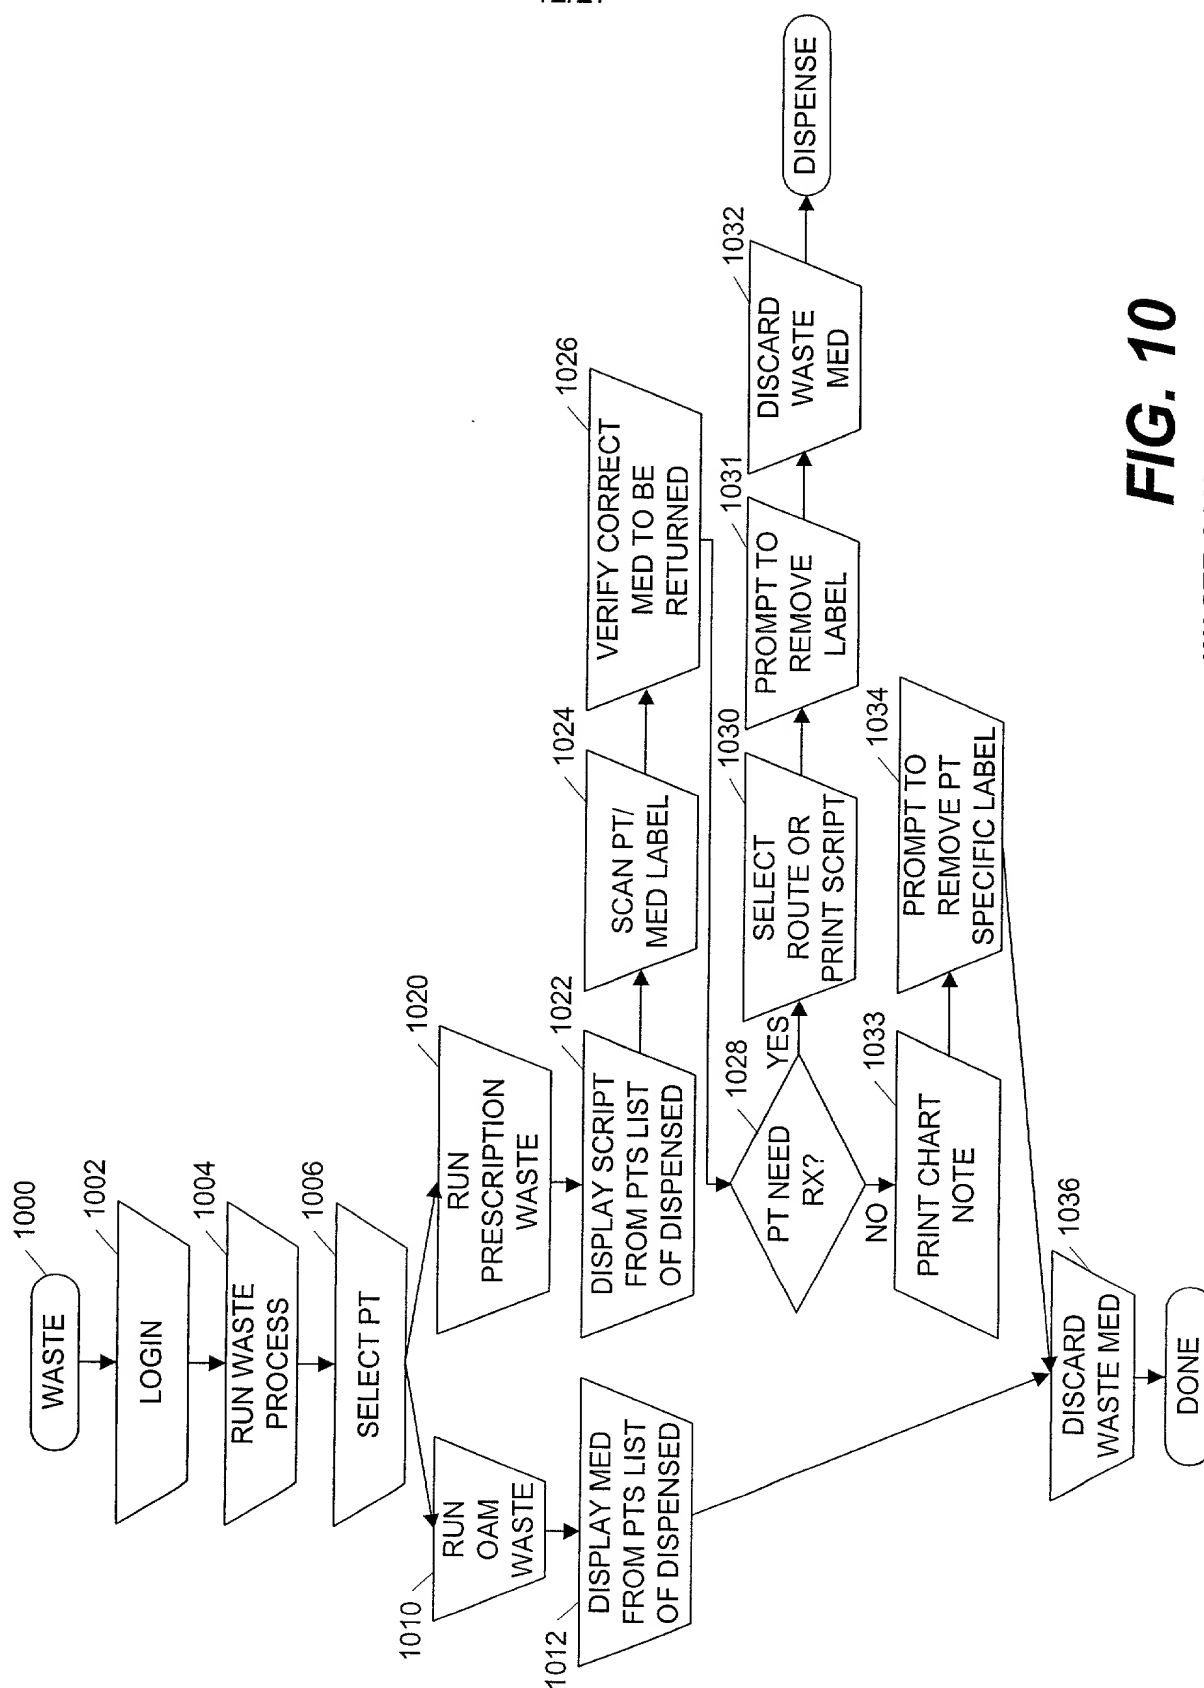 1000
WASTE
1002
LOGIN
1004
RUN WASTE
PROCESS
1006
SELECT PT
1010
RUN
OAM
WASTE
1012
DISPLAY MED
FROM PTS LIST
OF DISPENSED
1020
RUN
PRESCRIPTION
WASTE
1022
DISPLAY SCRIPT
FROM PTS LIST
OF DISPENSED
1024
SCAN PT/
MED LABEL
1026
VERIFY CORRECT
MED TO BE
RETURNED
1028
PT NEED
RX?
YES
NO
1030
SELECT
ROUTE OR
PRINT SCRIPT
1031
PROMPT TO
REMOVE
LABEL
1032
DISCARD
WASTE
MED
DISPENSE
1033
PRINT CHART
NOTE
1034
PROMPT TO
REMOVE PT
SPECIFIC LABEL
1036
DISCARD
WASTE MED
DONE
FIG. 10